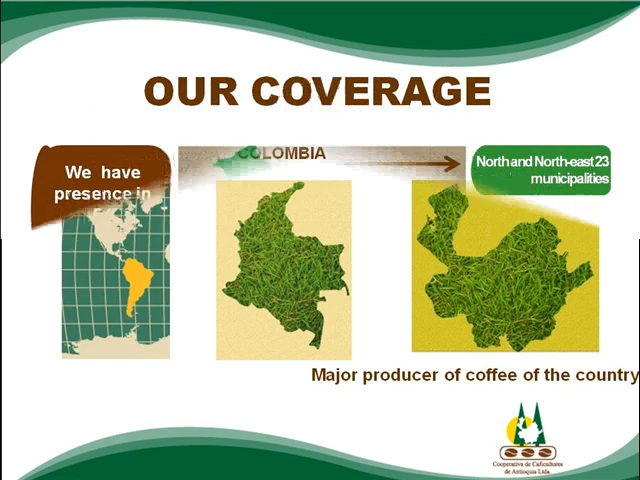 OUR COVERAGE
We have
presence in
COLOMBIA
North and North-east 23
municipalities
Major producer of coffee of the country
Cooperativa de Caficultores
de Antioquia Ltda.